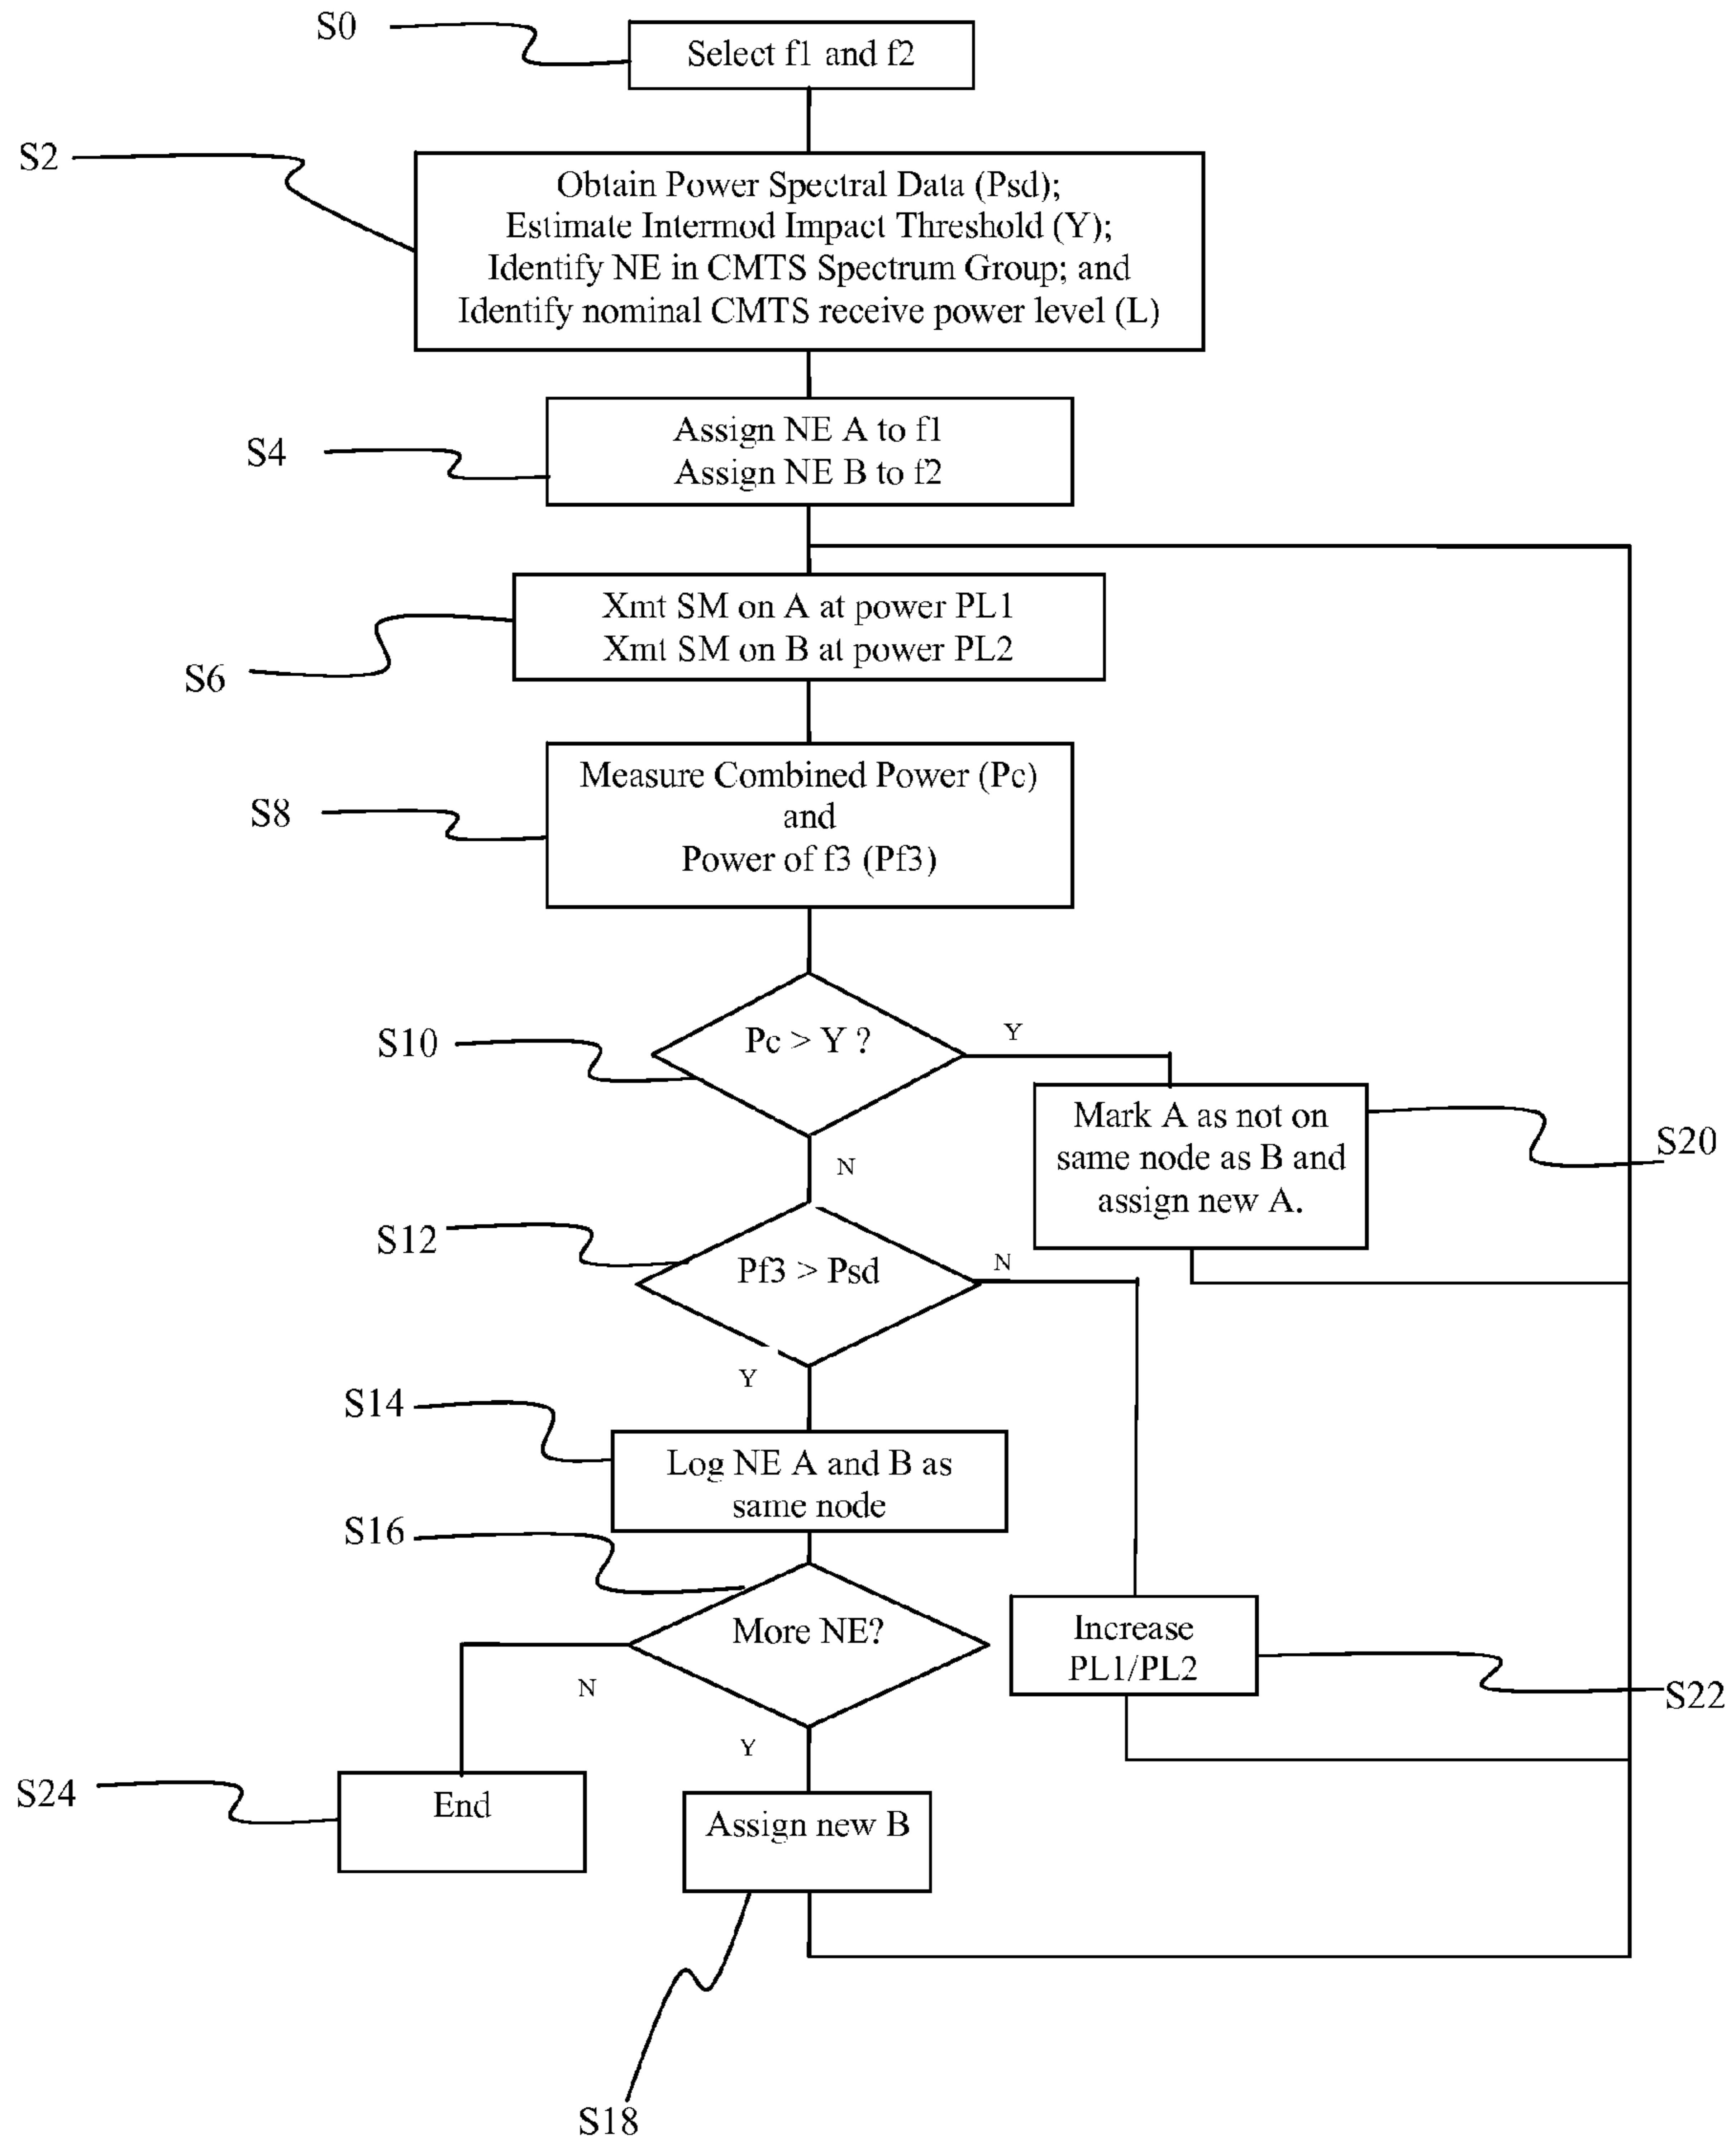 S0
Select f1 and f2
S2
Obtain Power Spectral Data (Psd);
Estimate Intermod Impact Threshold (Y);
Identify NE in CMTS Spectrum Group; and
Identify nominal CMTS receive power level (L)
S4
Assign NE A to f1
Assign NE B to f2
S6
Xmt SM on A at power PL1
Xmt SM on B at power PL2
S8
Measure Combined Power (Pc)
and
Power of f3 (Pf3)
S10
Pc > Y ?
Y
N
Mark A as not on
same node as B and
assign new A.
S20
S12
Pf3 > Psd
N
Y
S14
Log NE A and B as
same node
S16
More NE?
N
Y
Increase
PL1/PL2
S22
S24
End
Assign new B
S18